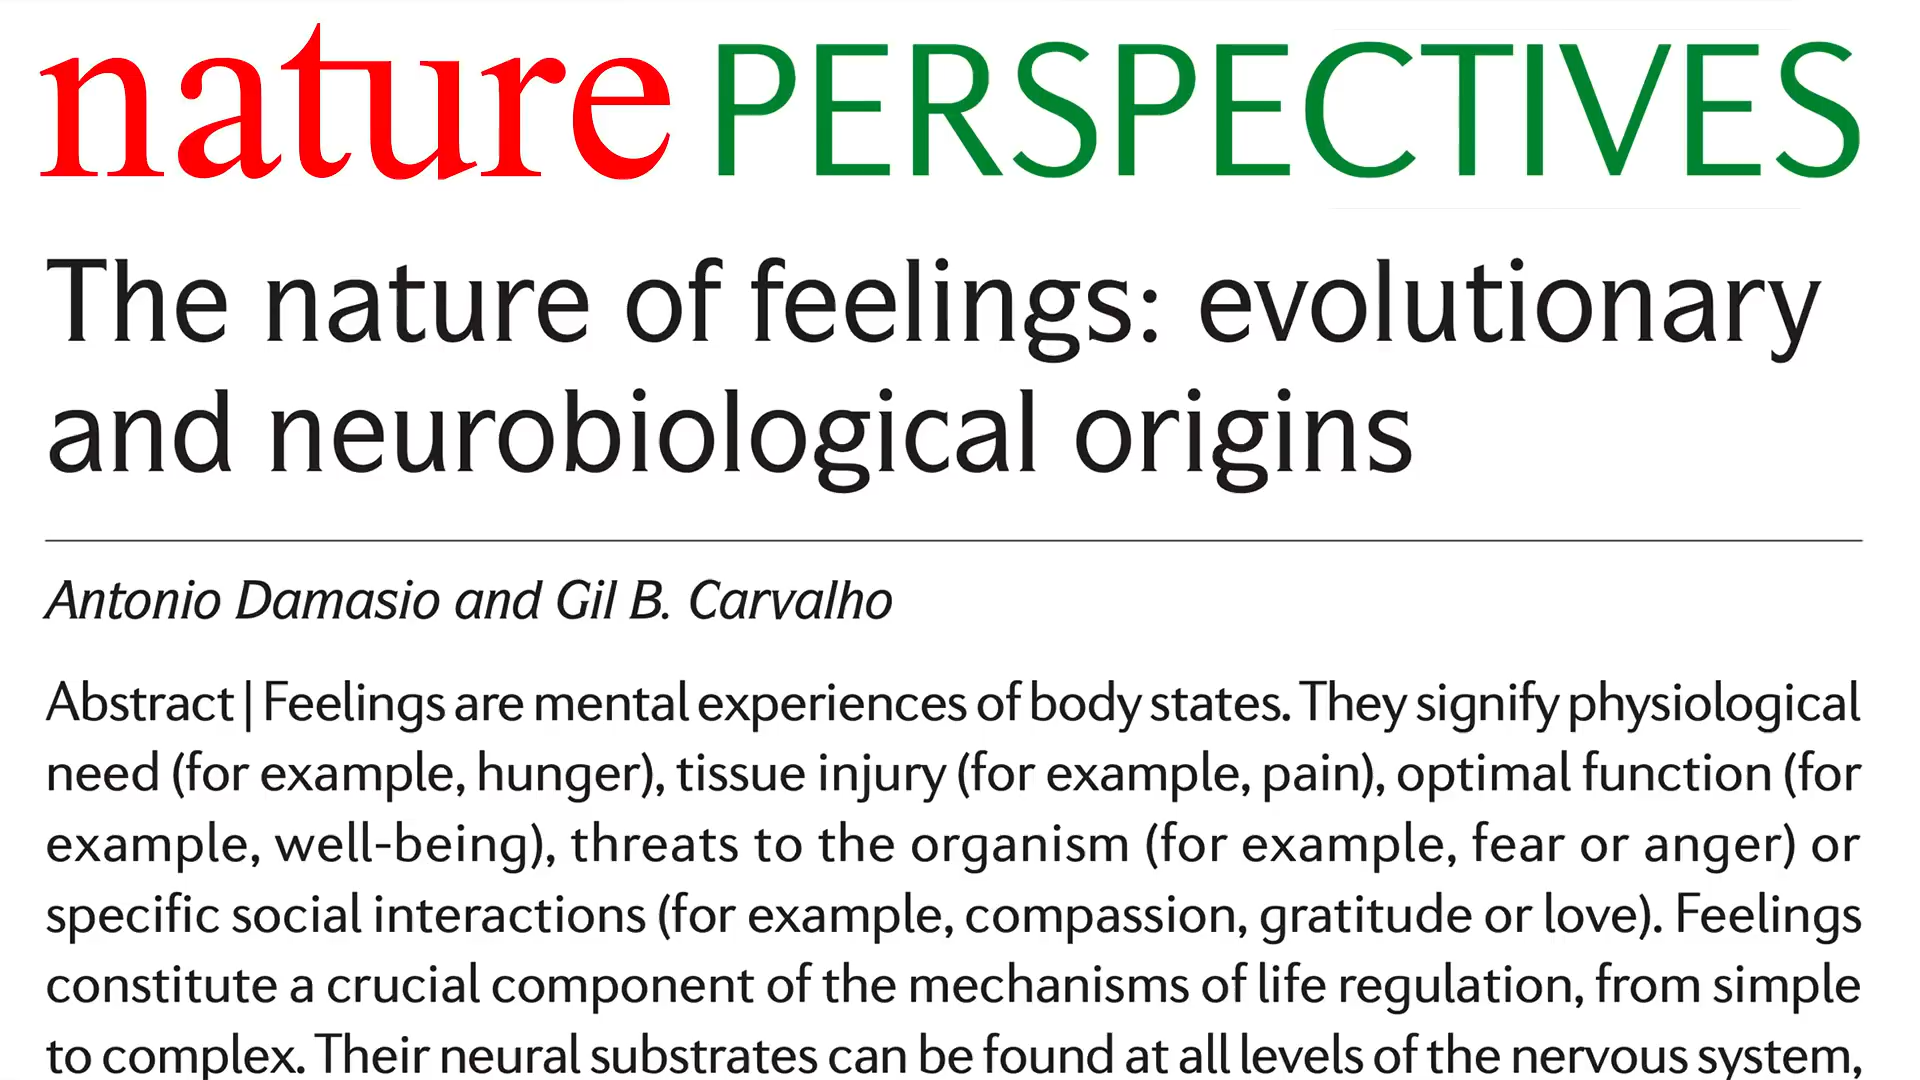 nature PERSPECTIVES
The nature of feelings: evolutionary
and neurobiological origins
Antonio Damasio and Gil B. Carvalho
Abstract | Feelings are mental experiences of body states. They signify physiological
need (for example, hunger), tissue injury (for example, pain), optimal function (for
example, well-being), threats to the organism (for example, fear or anger) or
specific social interactions (for example, compassion, gratitude or love). Feelings
constitute a crucial component of the mechanisms of life regulation, from simple
to complex. Their neural substrates can be found at all levels of the nervous system,